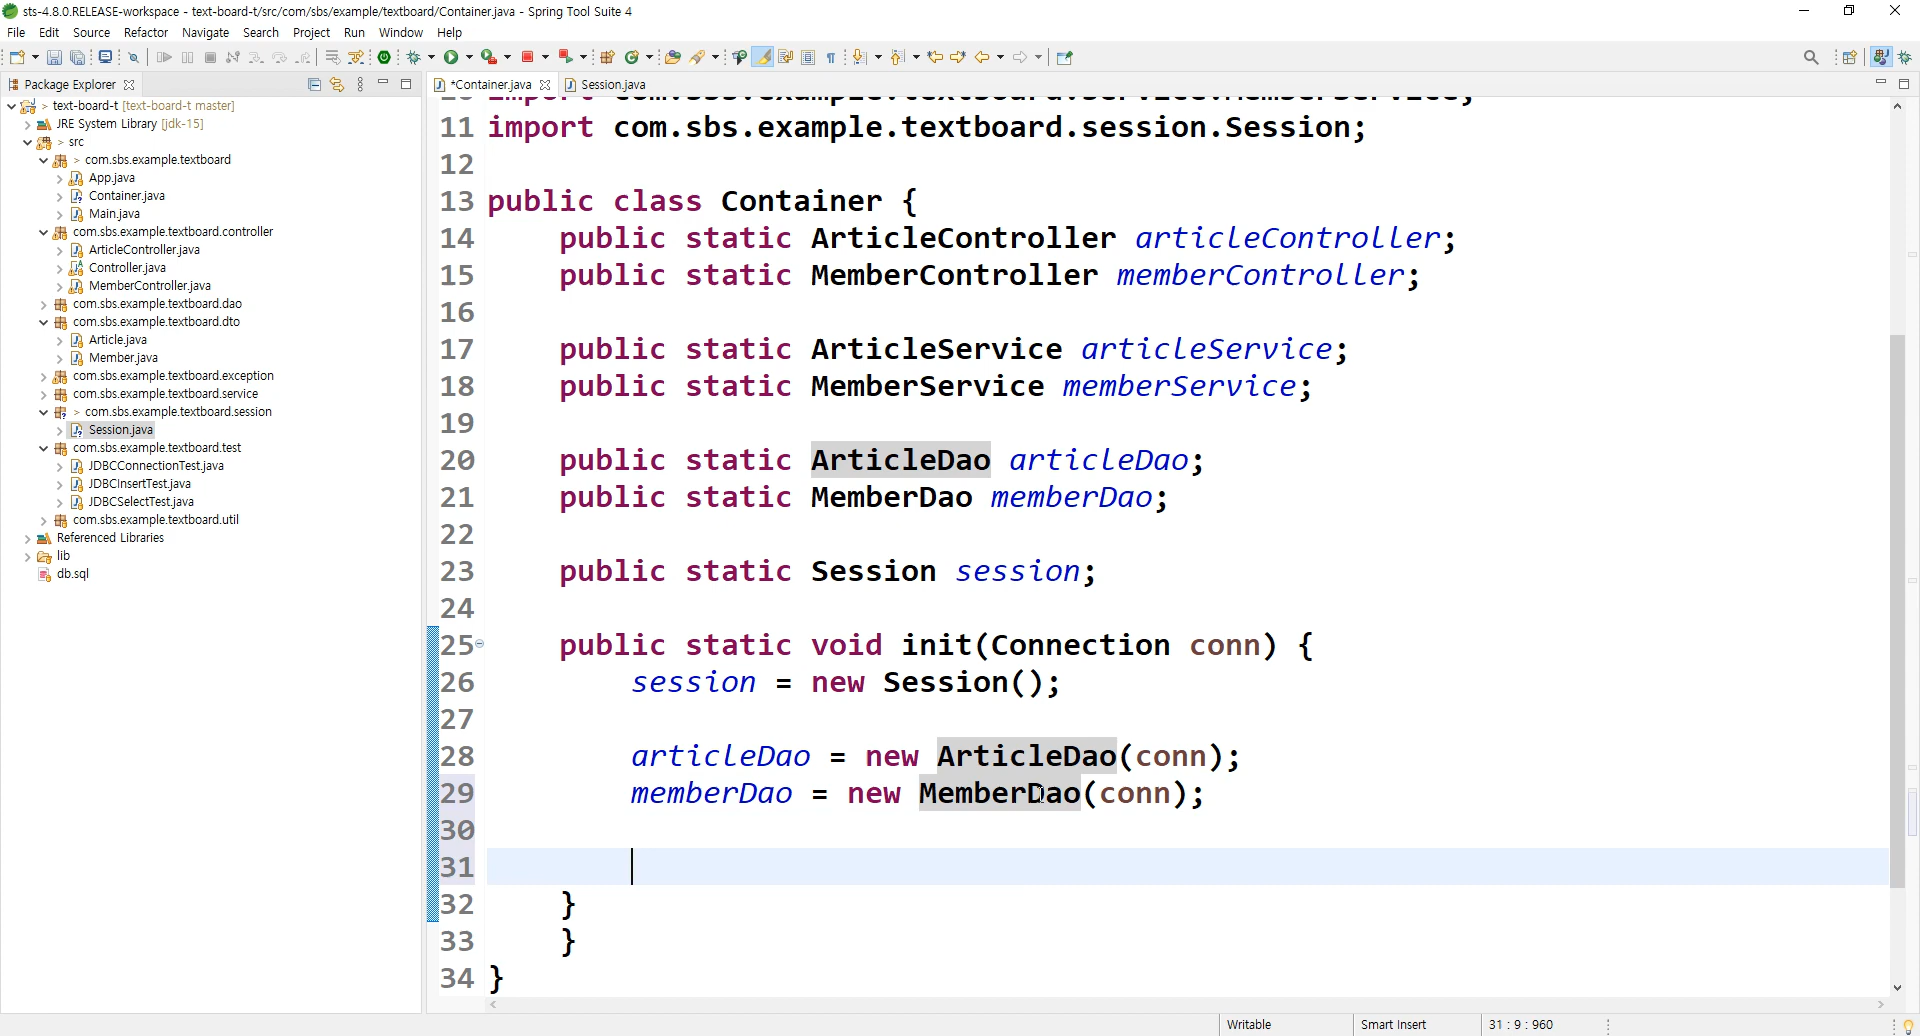 sts-4.8.0.RELEASE-workspace - text-board-t/src/com/sbs/example/textboard/Container.java - Spring Tool Suite 4
File Edit Source Refactor Navigate Search Project Run Window Help
Package Explorer
*Container.java
Session.java
text-board-t [text-board-t master]
JRE System Library [jdk-15]
> src
> com.sbs.example.textboard
App.java
Container.java
Main.java
com.sbs.example.textboard.controller
ArticleController.java
Controller.java
MemberController.java
com.sbs.example.textboard.dao
com.sbs.example.textboard.dto
Article.java
Member.java
com.sbs.example.textboard.exception
com.sbs.example.textboard.service
> com.sbs.example.textboard.session
Session.java
com.sbs.example.textboard.test
JDBCConnectionTest.java
JDBCInsertTest.java
JDBCSelectTest.java
com.sbs.example.textboard.util
Referenced Libraries
lib
db.sql
10 import com.sbs.example.textboard.service.MemberService;
11 import com.sbs.example.textboard.session.Session;
12
13 public class Container {
14 public static ArticleController articleController;
15 public static MemberController memberController;
16
17 public static ArticleService articleService;
18 public static MemberService memberService;
19
20 public static ArticleDao articleDao;
21 public static MemberDao memberDao;
22
23 public static Session session;
24
25 public static void init(Connection conn) {
26 session = new Session();
27
28 articleDao = new ArticleDao(conn);
29 memberDao = new MemberDao(conn);
30
31
32 }
33 }
34 }
Writable
Smart Insert
31 : 9 : 960